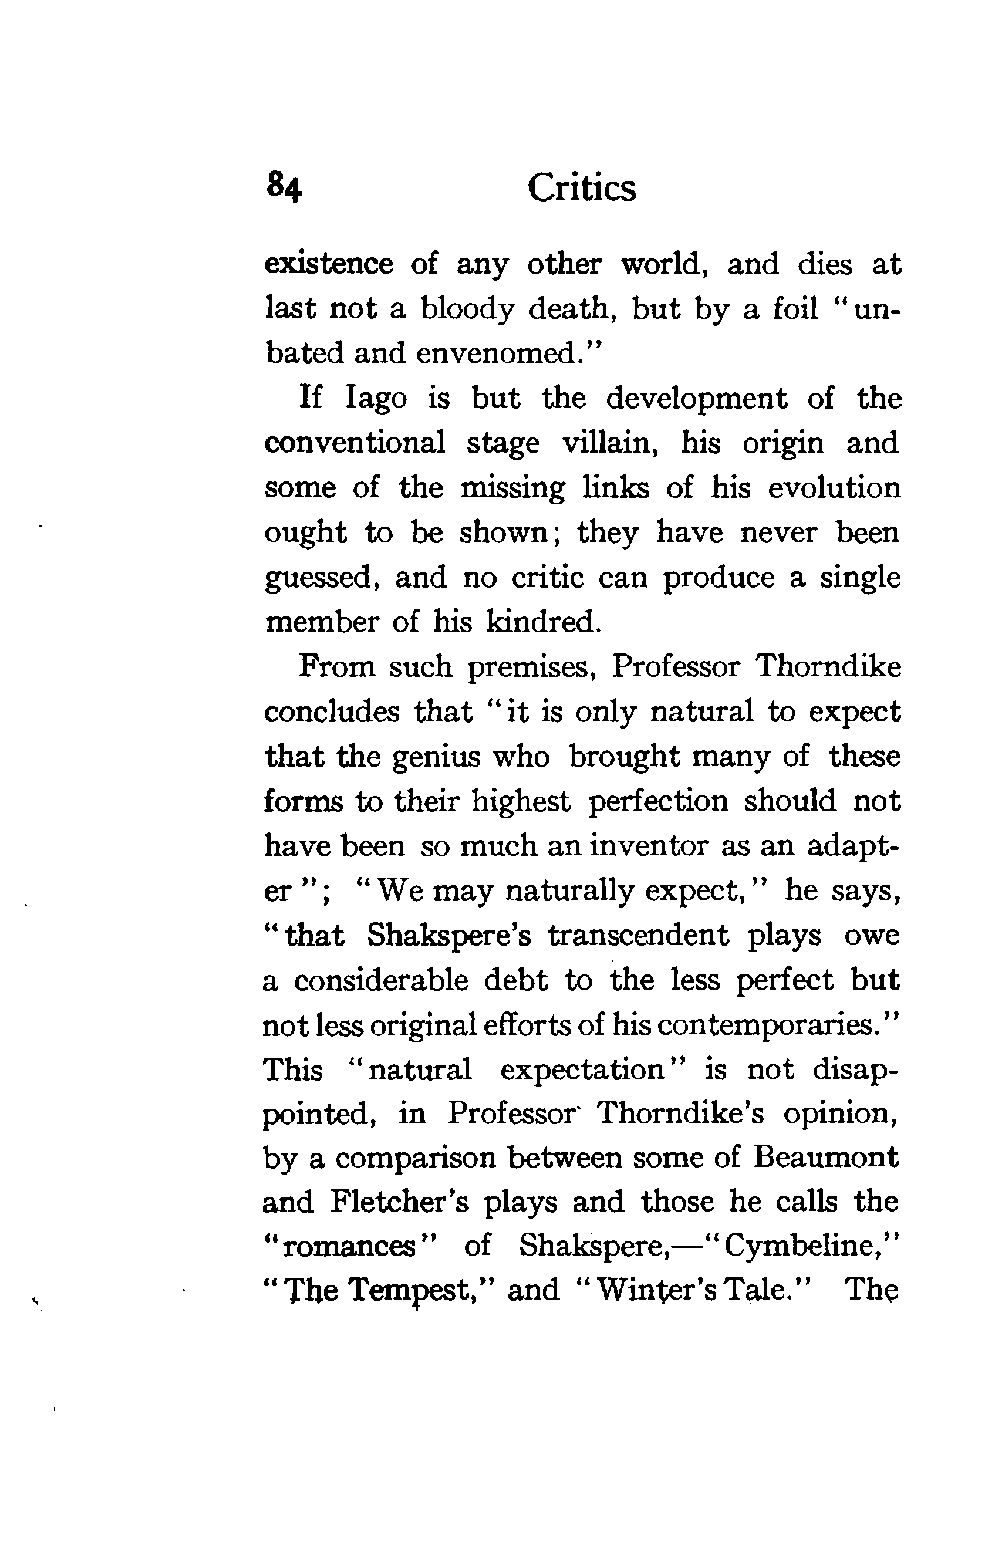 84 Critics
existence of any other world, and dies at
last not a bloody death, but by a foil "un-
bated and envenomed."
If Iago is but the development of the
conventional stage villain, his origin and
some of the missing links of his evolution
ought to be shown; they have never been
guessed, and no critic can produce a single
member of his kindred.
From such premises, Professor Thorndike
concludes that "it is only natural to expect
that the genius who brought many of these
forms to their highest perfection should not
have been so much an inventor as an adapt-
er"; "We may naturally expect," he says,
"that Shakspere's transcendent plays owe
a considerable debt to the less perfect but
not less original efforts of his contemporaries."
This "natural expectation" is not disap-
pointed, in Professor Thorndike's opinion,
by a comparison between some of Beaumont
and Fletcher's plays and those he calls the
"romances" of Shakspere,—"Cymbeline,"
"The Tempest," and "Winter's Tale." The